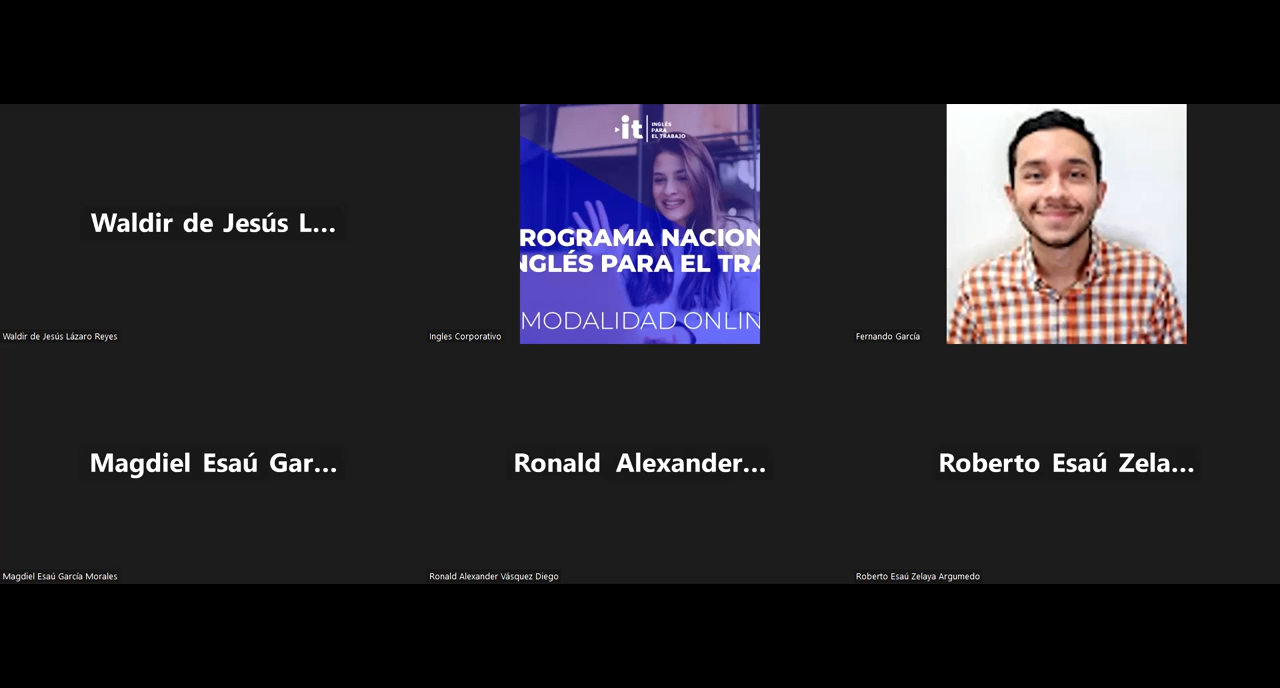 Waldir de Jesús L...
Waldir de Jesús Lázaro Reyes
it
INGLÉS
PARA
EL TRABAJO
ROGRAMA NACION
NGLÉS PARA EL TRA
MODALIDAD ONLIN
Ingles Corporativo
Fernando García
Magdiel Esaú Gar...
Magdiel Esaú García Morales
Ronald Alexander...
Ronald Alexander Vásquez Diego
Roberto Esaú Zela...
Roberto Esaú Zelaya Argumedo